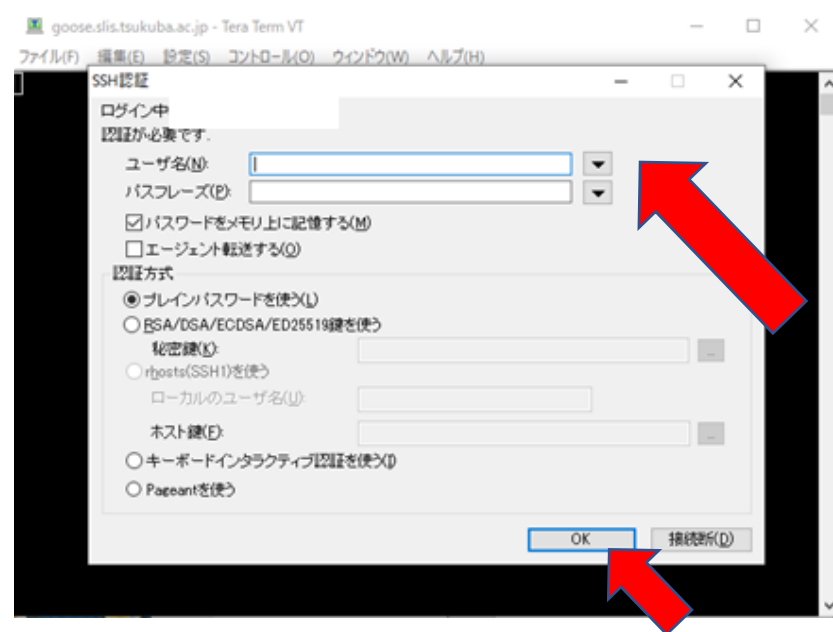 goose.slis.tsukuba.ac.jp - Tera Term VT
ファイル(F) 編集(E) 設定(S) コントロール(O) ウィンドウ(W) ヘルプ(H)
SSH認証
ログイン中
認証が必要です.
ユーザ名(N):
パスフレーズ(P):
パスワードをメモリ上に記憶する(M)
エージェント転送する(O)
認証方式
プレインパスワードを使う(L)
RSA/DSA/ECDSA/ED25519鍵を使う
秘密鍵(K):
...
rhosts(SSH1)を使う
ローカルのユーザ名(U):
ホスト鍵(F):
...
キーボードインタラクティブ認証を使う(I)
Pageantを使う
OK 接続断(D)